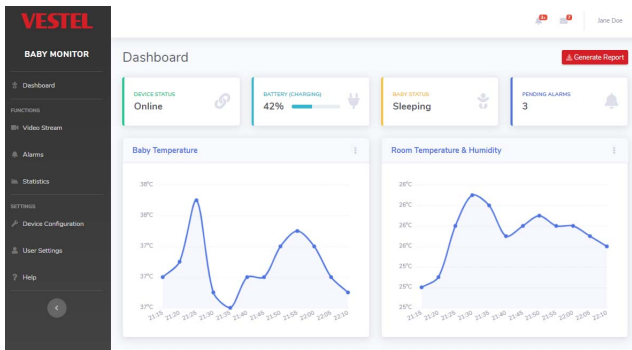 VESTEL
BABY MONITOR
Dashboard
FUNCTIONS
Video Stream
Alarms
Statistics
SETTINGS
Device Configuration
User Settings
Help
Jane Doe
Dashboard
Generate Report
DEVICE STATUS
Online
BATTERY (CHARGING)
42%
BABY STATUS
Sleeping
PENDING ALARMS
3
Baby Temperature
38°C
38°C
37°C
37°C
37°C
21:15 21:20 21:25 21:30 21:35 21:40 21:45 21:50 21:55 22:00 22:05 22:10
Room Temperature & Humidity
26°C
26°C
26°C
26°C
25°C
25°C
25°C
21:15 21:20 21:25 21:30 21:35 21:40 21:45 21:50 21:55 22:00 22:05 22:10